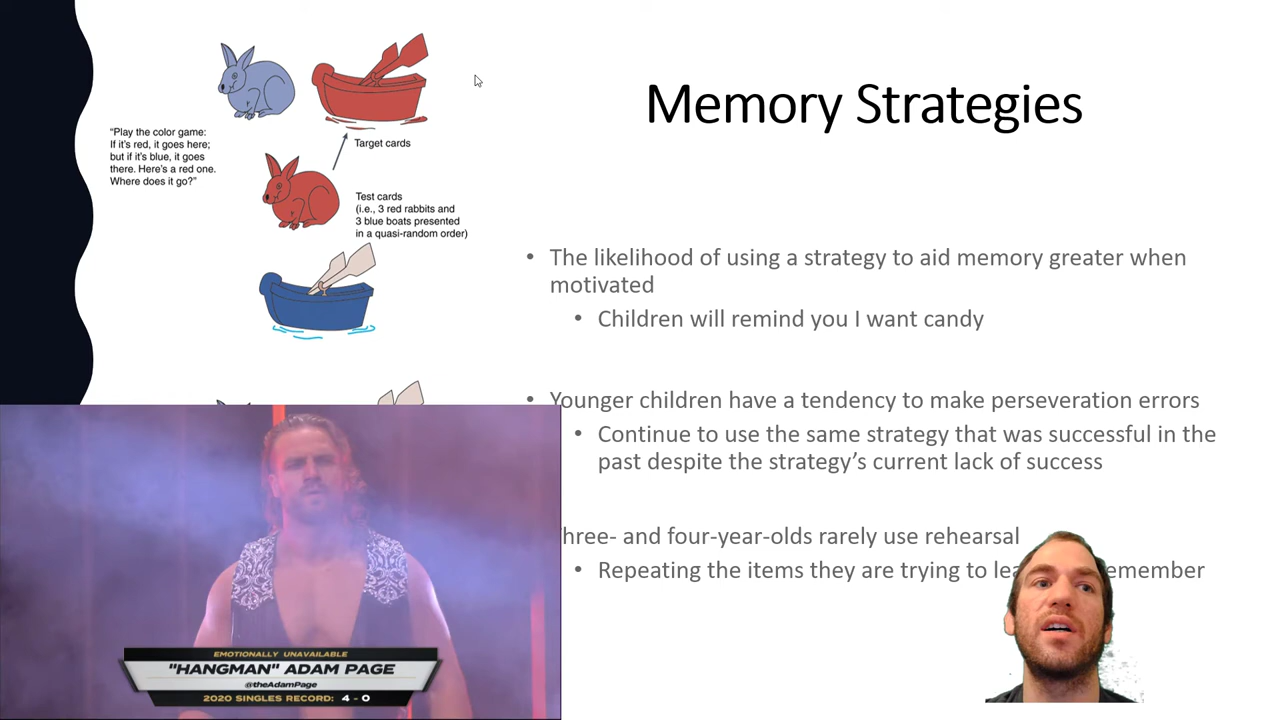 Memory Strategies
"Play the color game:
If it's red, it goes here;
but if it's blue, it goes
there. Here's a red one.
Where does it go?"
Target cards
Test cards
(i.e., 3 red rabbits and
3 blue boats presented
in a quasi-random order)
• The likelihood of using a strategy to aid memory greater when
motivated
• Children will remind you I want candy
• Younger children have a tendency to make perseveration errors
• Continue to use the same strategy that was successful in the
past despite the strategy's current lack of success
hree- and four-year-olds rarely use rehearsal
• Repeating the items they are trying to lea emember
EMOTIONALLY UNAVAILABLE
"HANGMAN" ADAM PAGE
@theAdamPage
2020 SINGLES RECORD: 4 - 0